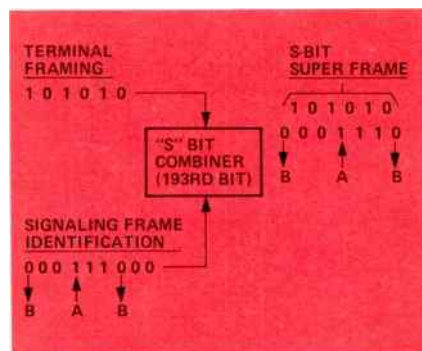 TERMINAL
FRAMING
1 0 1 0 1 0
"S" BIT
COMBINER
(193RD BIT)
SIGNALING FRAME
IDENTIFICATION
0 0 0 1 1 1 0 0 0
B A B
S-BIT
SUPER FRAME
1 0 1 0 1 0
0 0 0 1 1 1 0
B A B